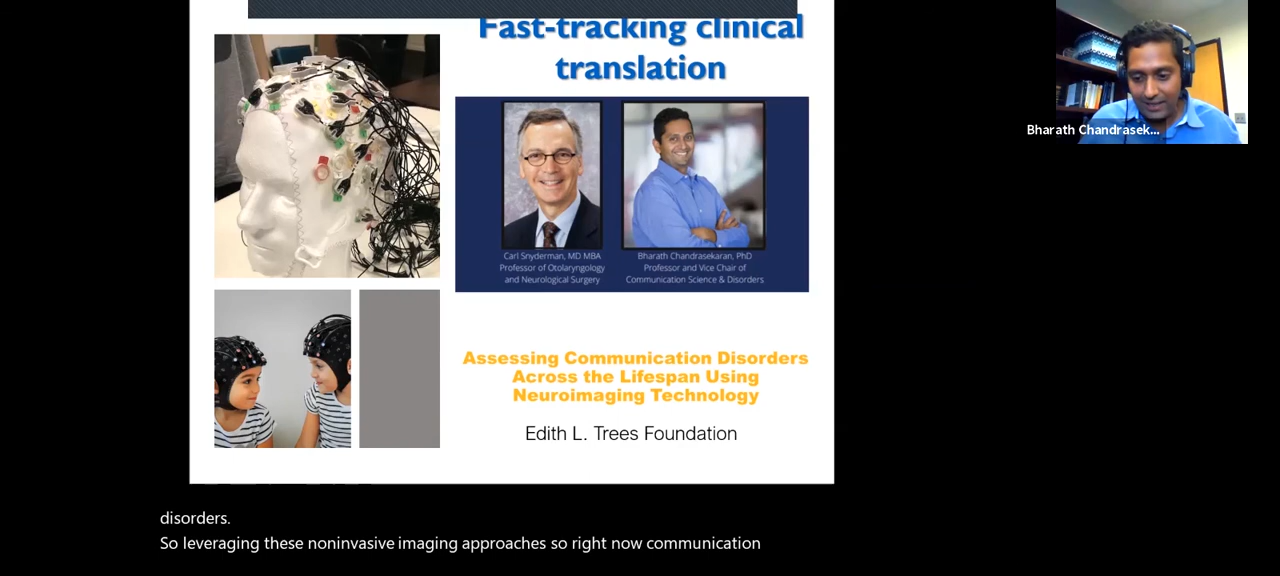 Fast-tracking clinical
translation
Bharath Chandrasek...
Carl Snyderman, MD MBA
Professor of Otolaryngology
and Neurological Surgery
Bharath Chandrasekaran, PhD
Professor and Vice Chair of
Communication Science & Disorders
Assessing Communication Disorders
Across the Lifespan Using
Neuroimaging Technology
Edith L. Trees Foundation
disorders.
So leveraging these noninvasive imaging approaches so right now communication